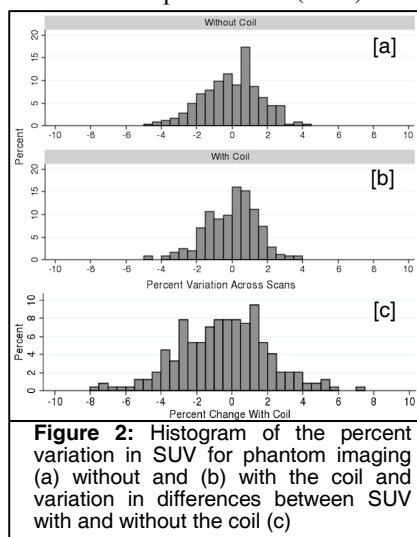 Without Coil
[a]
20
15
10
5
0
Percent
-10 -8 -6 -4 -2 0 2 4 6 8 10
With Coil
[b]
20
15
10
5
0
Percent
-10 -8 -6 -4 -2 0 2 4 6 8 10
Percent Variation Across Scans
[c]
10
8
6
4
2
0
Percent
-10 -8 -6 -4 -2 0 2 4 6 8 10
Percent Change With Coil
Figure 2: Histogram of the percent
variation in SUV for phantom imaging
(a) without and (b) with the coil and
variation in differences between SUV
with and without the coil (c)